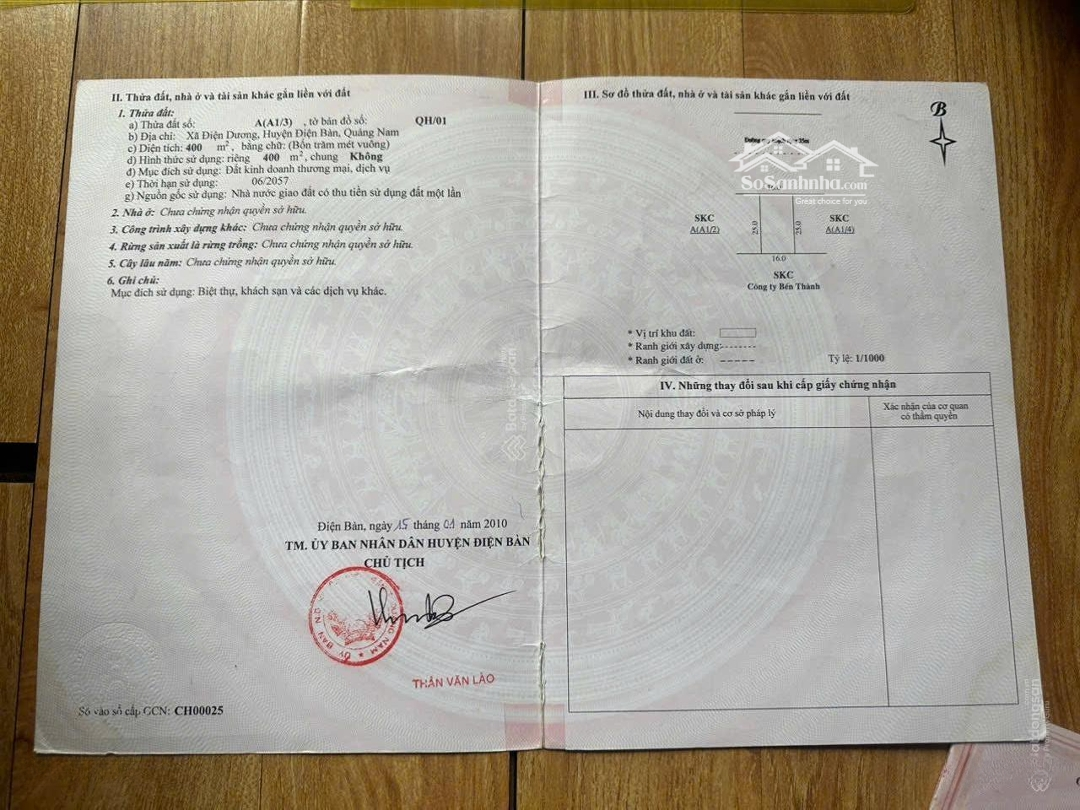 II. Thửa đất, nhà ở và tài sản khác gắn liền với đất
1. Thửa đất:
a) Thửa đất số: A(A1/3) , tờ bản đồ số: QH/01
b) Địa chỉ: Xã Điện Dương, Huyện Điện Bàn, Quảng Nam
c) Diện tích: 400 m², bằng chữ: (Bốn trăm mét vuông)
d) Hình thức sử dụng: riêng 400 m², chung Không
đ) Mục đích sử dụng: Đất kinh doanh thương mại, dịch vụ
e) Thời hạn sử dụng: 06/2057
g) Nguồn gốc sử dụng: Nhà nước giao đất có thu tiền sử dụng đất một lần
2. Nhà ở: Chưa chứng nhận quyền sở hữu.
3. Công trình xây dựng khác: Chưa chứng nhận quyền sở hữu.
4. Rừng sản xuất là rừng trồng: Chưa chứng nhận quyền sở hữu.
5. Cây lâu năm: Chưa chứng nhận quyền sở hữu.
6. Ghi chú:
Mục đích sử dụng: Biệt thự, khách sạn và các dịch vụ khác.
Điện Bàn, ngày 15 tháng 01 năm 2010
TM. ỦY BAN NHÂN DÂN HUYỆN ĐIỆN BÀN
CHỦ TỊCH
THÂN VĂN LÀO
Số vào sổ cấp GCN: CH00025
III. Sơ đồ thửa đất, nhà ở và tài sản khác gắn liền với đất
B
SoSanhnha.com
Great choice for you
SKC
A(A1/2)
25.0
25.0
SKC
A(A1/4)
16.0
SKC
Công ty Bến Thành
* Vị trí khu đất:
* Ranh giới xây dựng:
* Ranh giới đất ở:
Tỷ lệ: 1/1000
IV. Những thay đổi sau khi cấp giấy chứng nhận
Nội dung thay đổi và cơ sở pháp lý
Xác nhận của cơ quan
có thẩm quyền